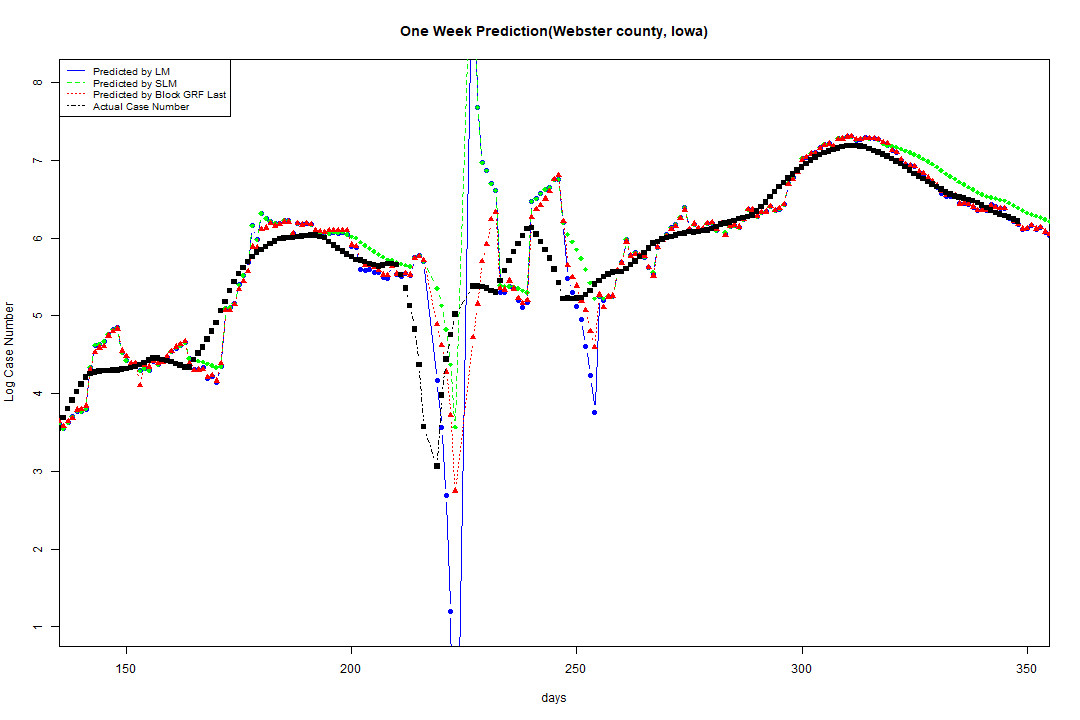 One Week Prediction(Webster county, Iowa)
Predicted by LM
Predicted by SLM
Predicted by Block GRF Last
Actual Case Number
Log Case Number
8
7
6
5
4
3
2
1
150 200 250 300 350
days